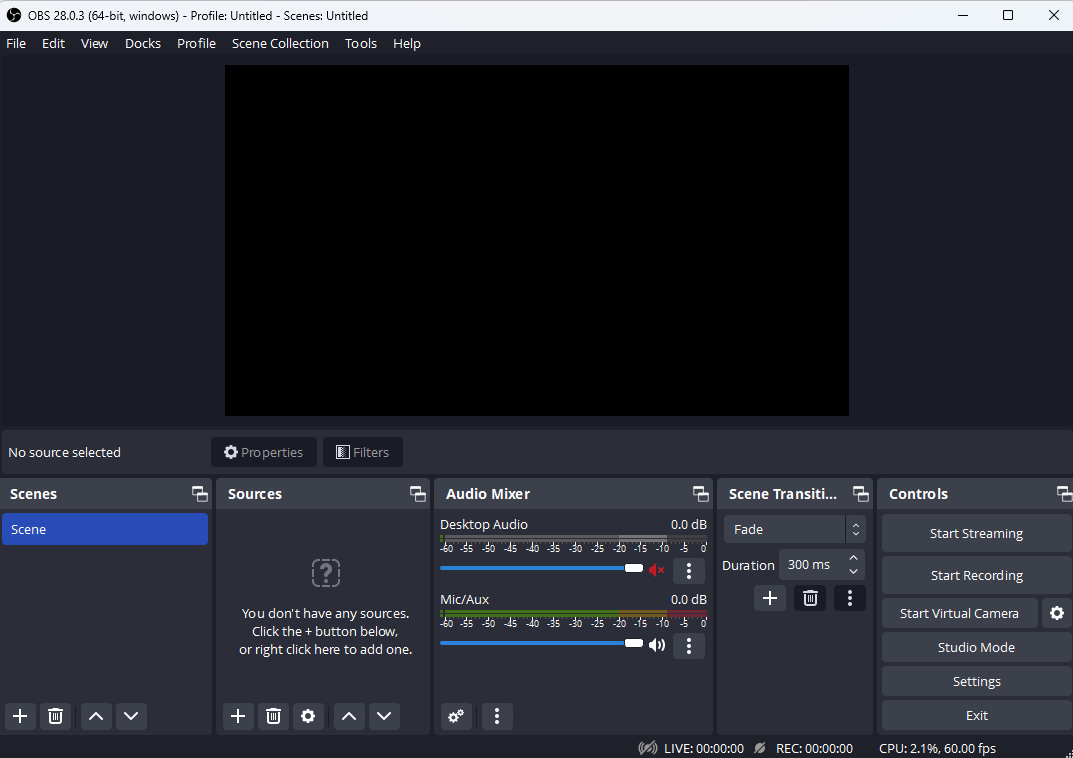 OBS 28.0.3 (64-bit, windows) - Profile: Untitled - Scenes: Untitled
File Edit View Docks Profile Scene Collection Tools Help
No source selected Properties Filters
Scenes
Scene
Sources
You don't have any sources.
Click the + button below,
or right click here to add one.
Audio Mixer
Desktop Audio 0.0 dB
-60 -55 -50 -45 -40 -35 -30 -25 -20 -15 -10 -5 0
Mic/Aux 0.0 dB
-60 -55 -50 -45 -40 -35 -30 -25 -20 -15 -10 -5 0
Scene Transiti...
Fade
Duration 300 ms
Controls
Start Streaming
Start Recording
Start Virtual Camera
Studio Mode
Settings
Exit
LIVE: 00:00:00 REC: 00:00:00 CPU: 2.1%, 60.00 fps